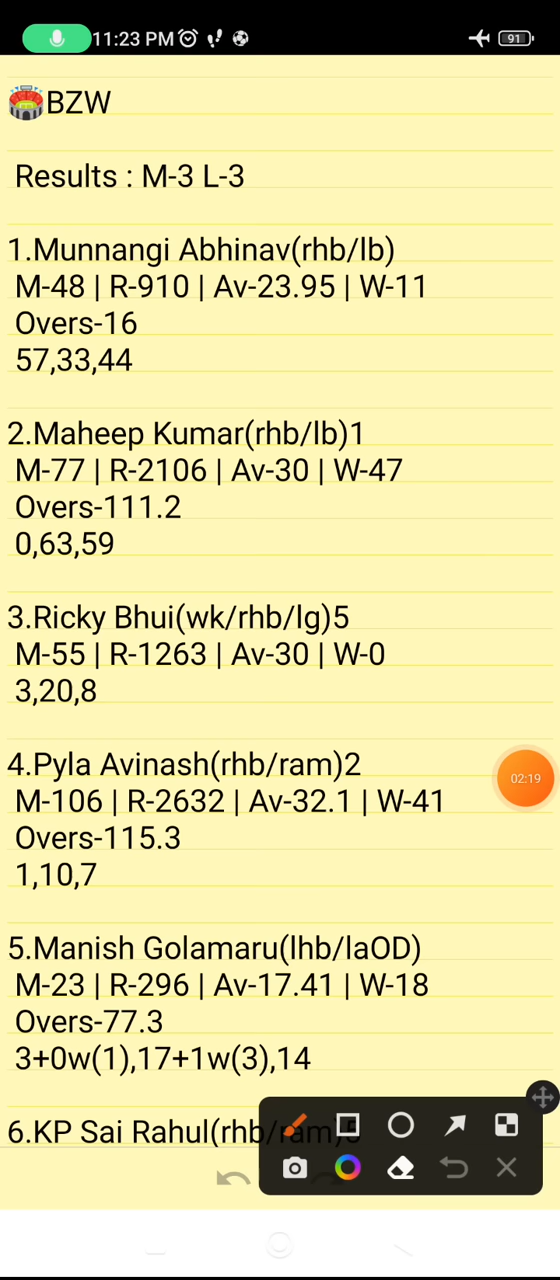 11:23 PM
91
BZW
Results : M-3 L-3
1.Munnangi Abhinav(rhb/lb)
M-48 | R-910 | Av-23.95 | W-11
Overs-16
57,33,44
2.Maheep Kumar(rhb/lb)1
M-77 | R-2106 | Av-30 | W-47
Overs-111.2
0,63,59
3.Ricky Bhui(wk/rhb/lg)5
M-55 | R-1263 | Av-30 | W-0
3,20,8
4.Pyla Avinash(rhb/ram)2
M-106 | R-2632 | Av-32.1 | W-41
02:19
Overs-115.3
1,10,7
5.Manish Golamaru(lhb/laOD)
M-23 | R-296 | Av-17.41 | W-18
Overs-77.3
3+0w(1),17+1w(3),14
6.KP Sai Rahul(rhb/ram)5